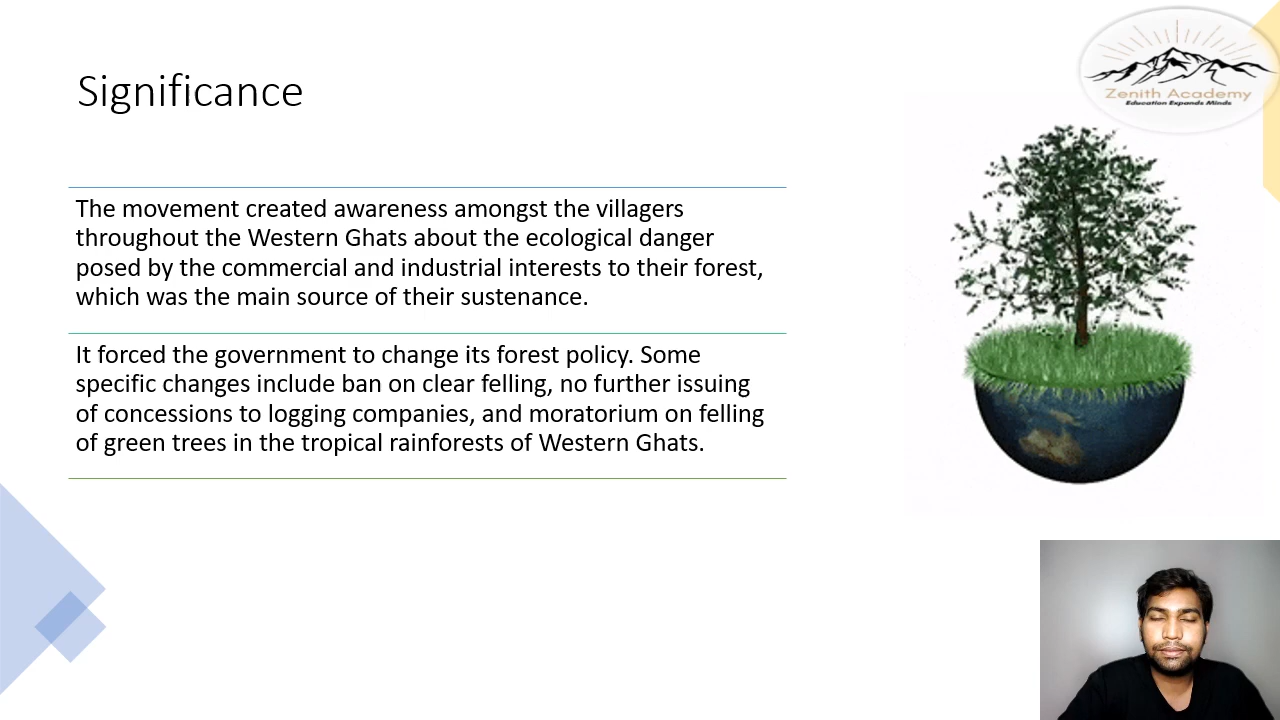 Zenith Academy
Education Expands Minds
Significance
The movement created awareness amongst the villagers
throughout the Western Ghats about the ecological danger
posed by the commercial and industrial interests to their forest,
which was the main source of their sustenance.
It forced the government to change its forest policy. Some
specific changes include ban on clear felling, no further issuing
of concessions to logging companies, and moratorium on felling
of green trees in the tropical rainforests of Western Ghats.